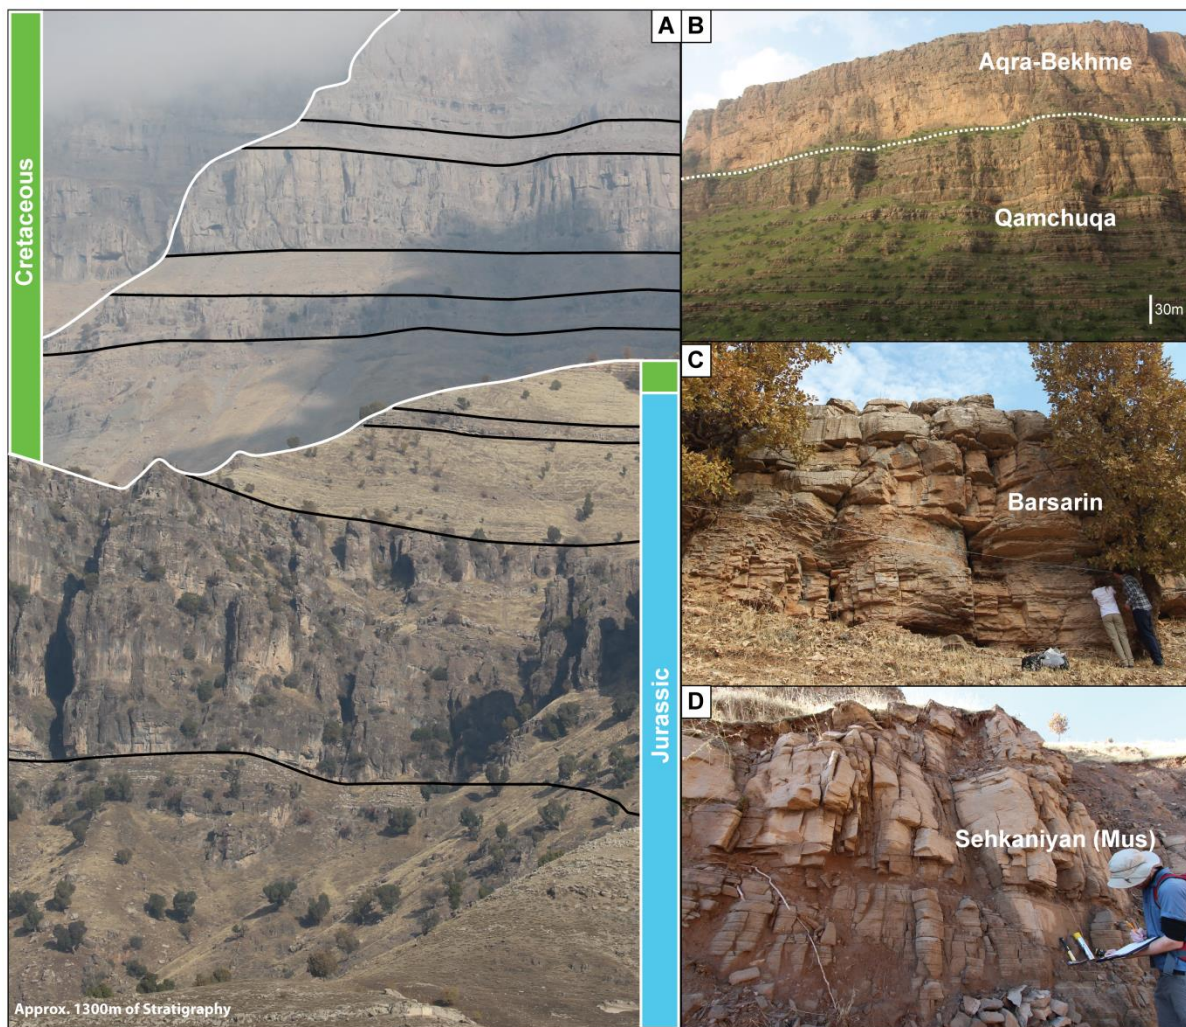 A
Cretaceous
Jurassic
Approx. 1300m of Stratigraphy
B
Aqra-Bekhme
Qamchuqa
30m
C
Barsarin
D
Sehkaniyan (Mus)